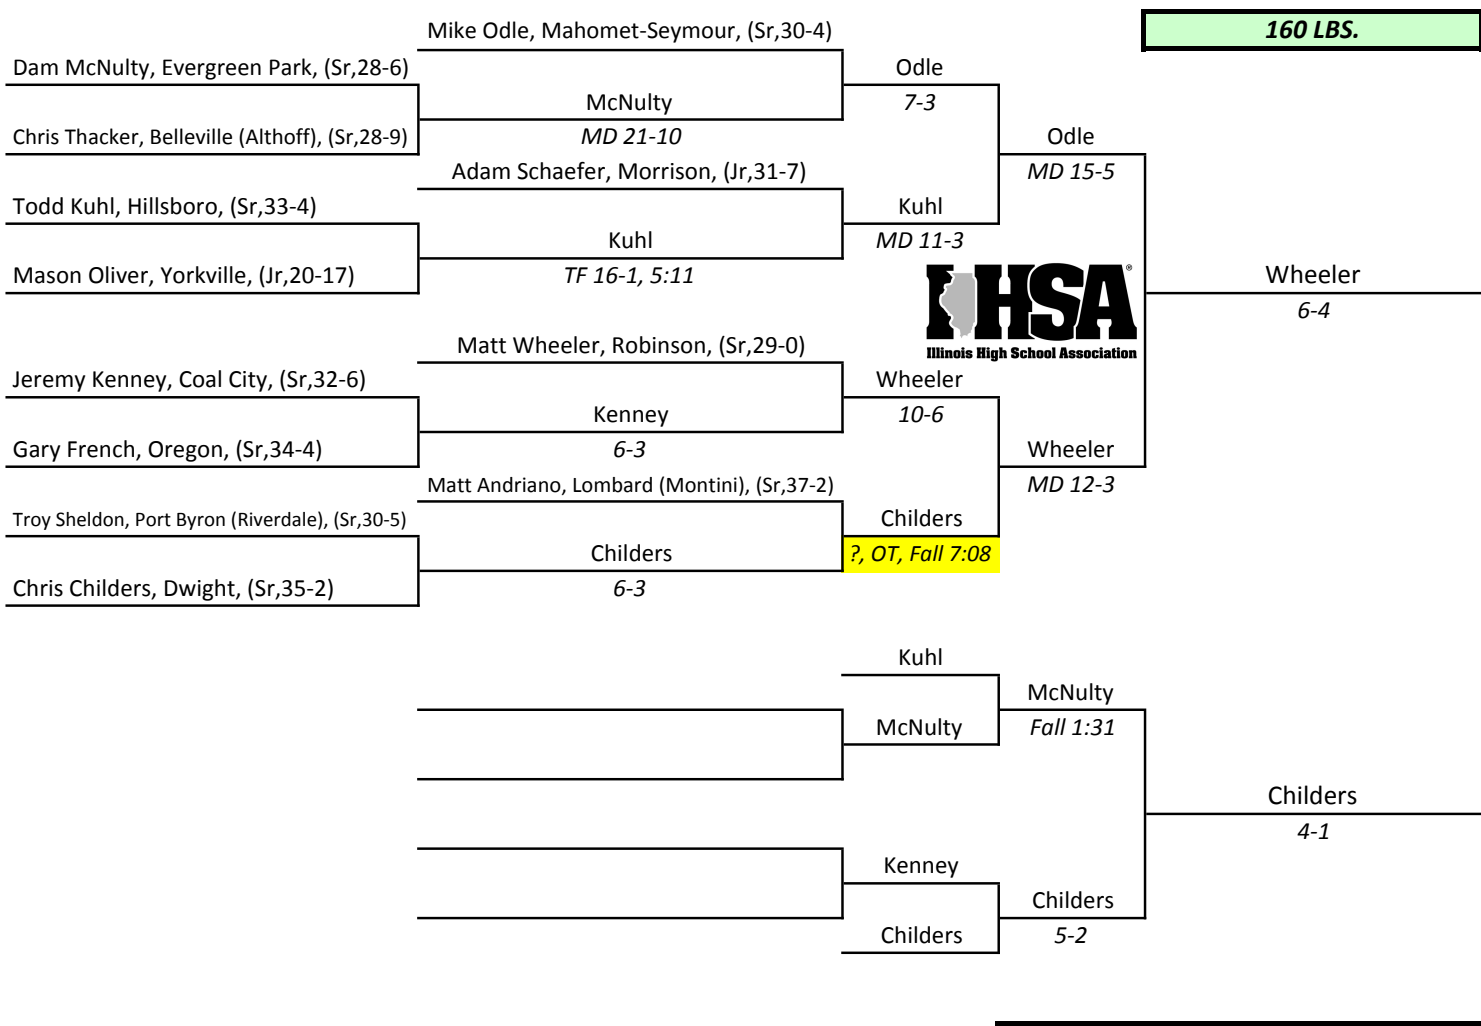 Mike Odle, Mahomet-Seymour, (Sr,30-4)
160 LBS.
Dam McNulty, Evergreen Park, (Sr,28-6)
Odle
McNulty
7-3
Chris Thacker, Belleville (Althoff), (Sr,28-9)
MD 21-10
Odle
Adam Schaefer, Morrison, (Jr,31-7)
MD 15-5
Todd Kuhl, Hillsboro, (Sr,33-4)
Kuhl
Kuhl
MD 11-3
Mason Oliver, Yorkville, (Jr,20-17)
TF 16-1, 5:11
IHSA®
Illinois High School Association
Wheeler
6-4
Matt Wheeler, Robinson, (Sr,29-0)
Jeremy Kenney, Coal City, (Sr,32-6)
Wheeler
Kenney
10-6
Gary French, Oregon, (Sr,34-4)
6-3
Wheeler
Matt Andriano, Lombard (Montini), (Sr,37-2)
MD 12-3
Troy Sheldon, Port Byron (Riverdale), (Sr,30-5)
Childers
Childers
?, OT, Fall 7:08
Chris Childers, Dwight, (Sr,35-2)
6-3
Kuhl
McNulty
McNulty
Fall 1:31
Childers
4-1
Kenney
Childers
Childers
5-2